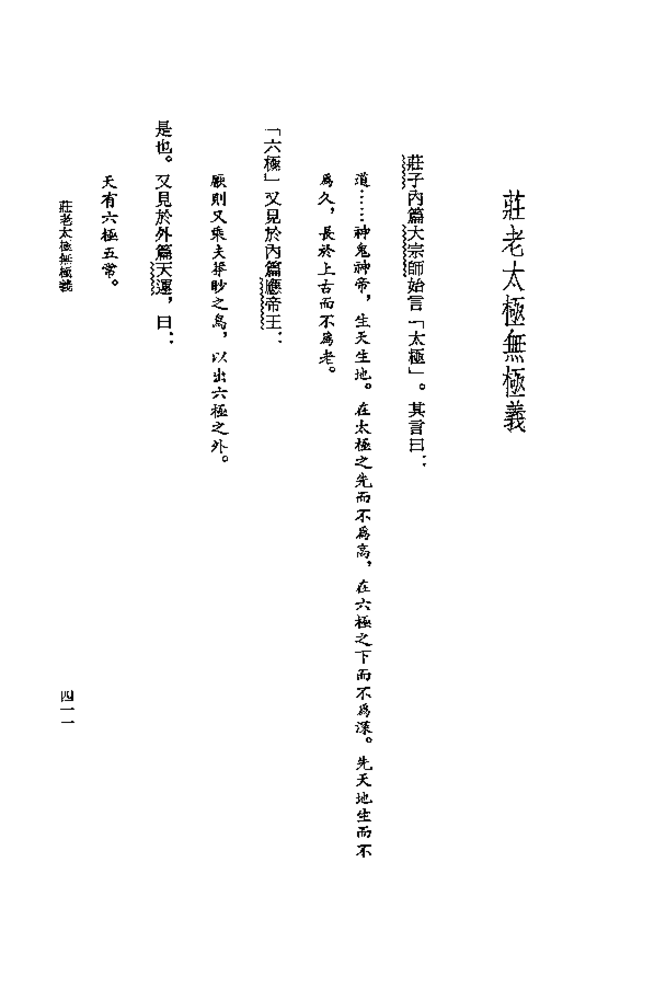 莊老太極無極義
莊子內篇大宗師始言「太極」。其言曰：
道……神鬼神帝，生天生地。在太極之先而不爲高，在六極之下而不爲深。先天地生而不
爲久，長於上古而不爲老。
「六極」又見於內篇應帝王：
厭則又乘夫莽眇之鳥，以出六極之外。
是也。又見於外篇天運，曰：
天有六極五常。
莊老太極無極義
四一一